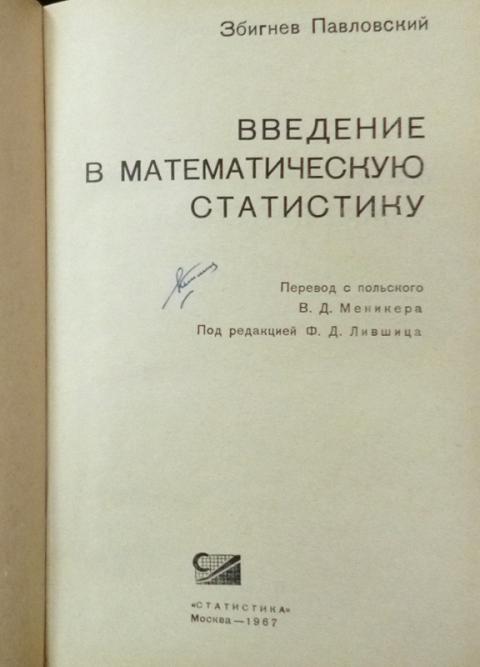 Збигнев Павловский
ВВЕДЕНИЕ
В МАТЕМАТИЧЕСКУЮ
СТАТИСТИКУ
Перевод с польского
В. Д. Меникера
Под редакцией Ф. Д. Лившица
«СТАТИСТИКА»
Москва—1967